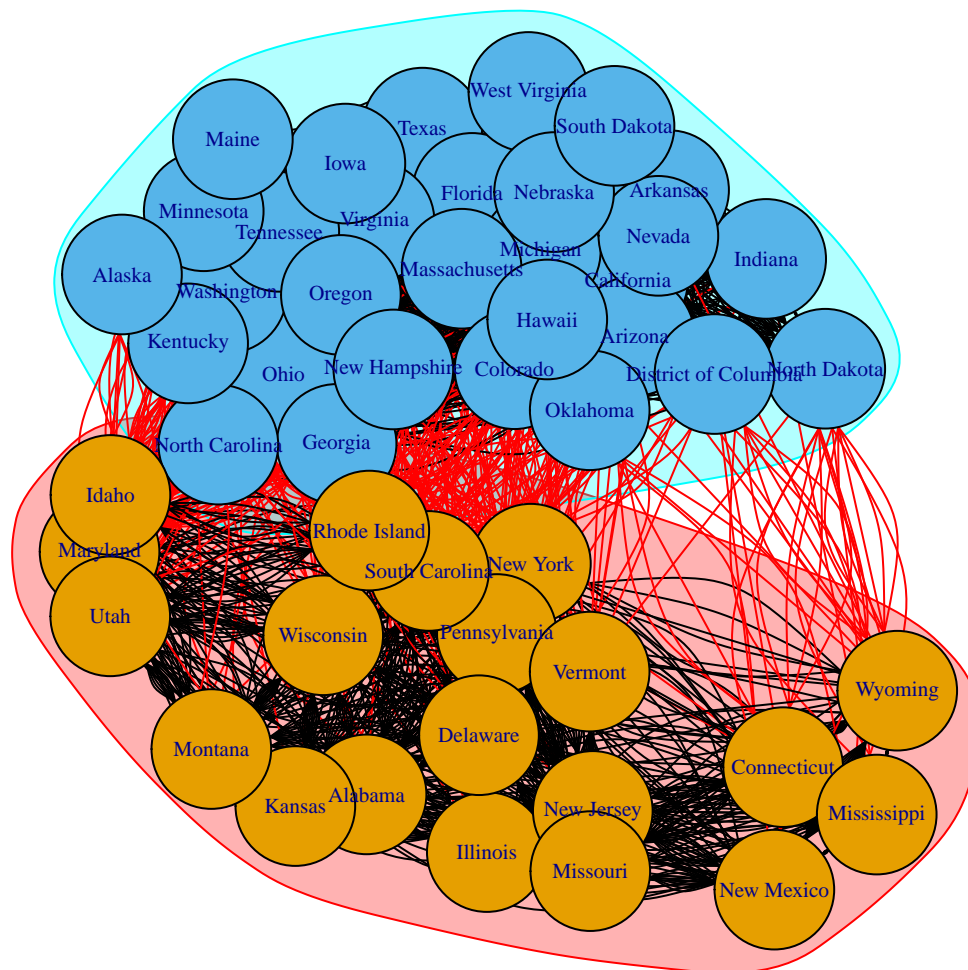 West Virginia
Texas
South Dakota
Maine
Iowa
Florida
Nebraska
Arkansas
Minnesota
Virginia
Tennessee
Nevada
Michigan
Indiana
Alaska
Massachusetts
California
Washington
Oregon
Hawaii
Kentucky
Arizona
New Hampshire
Colorado
Ohio
District of Columbia
North Dakota
Oklahoma
North Carolina
Georgia
Idaho
Rhode Island
Maryland
South Carolina
New York
Utah
Wisconsin
Pennsylvania
Vermont
Wyoming
Montana
Delaware
Connecticut
Alabama
Kansas
New Jersey
Mississippi
Illinois
Missouri
New Mexico